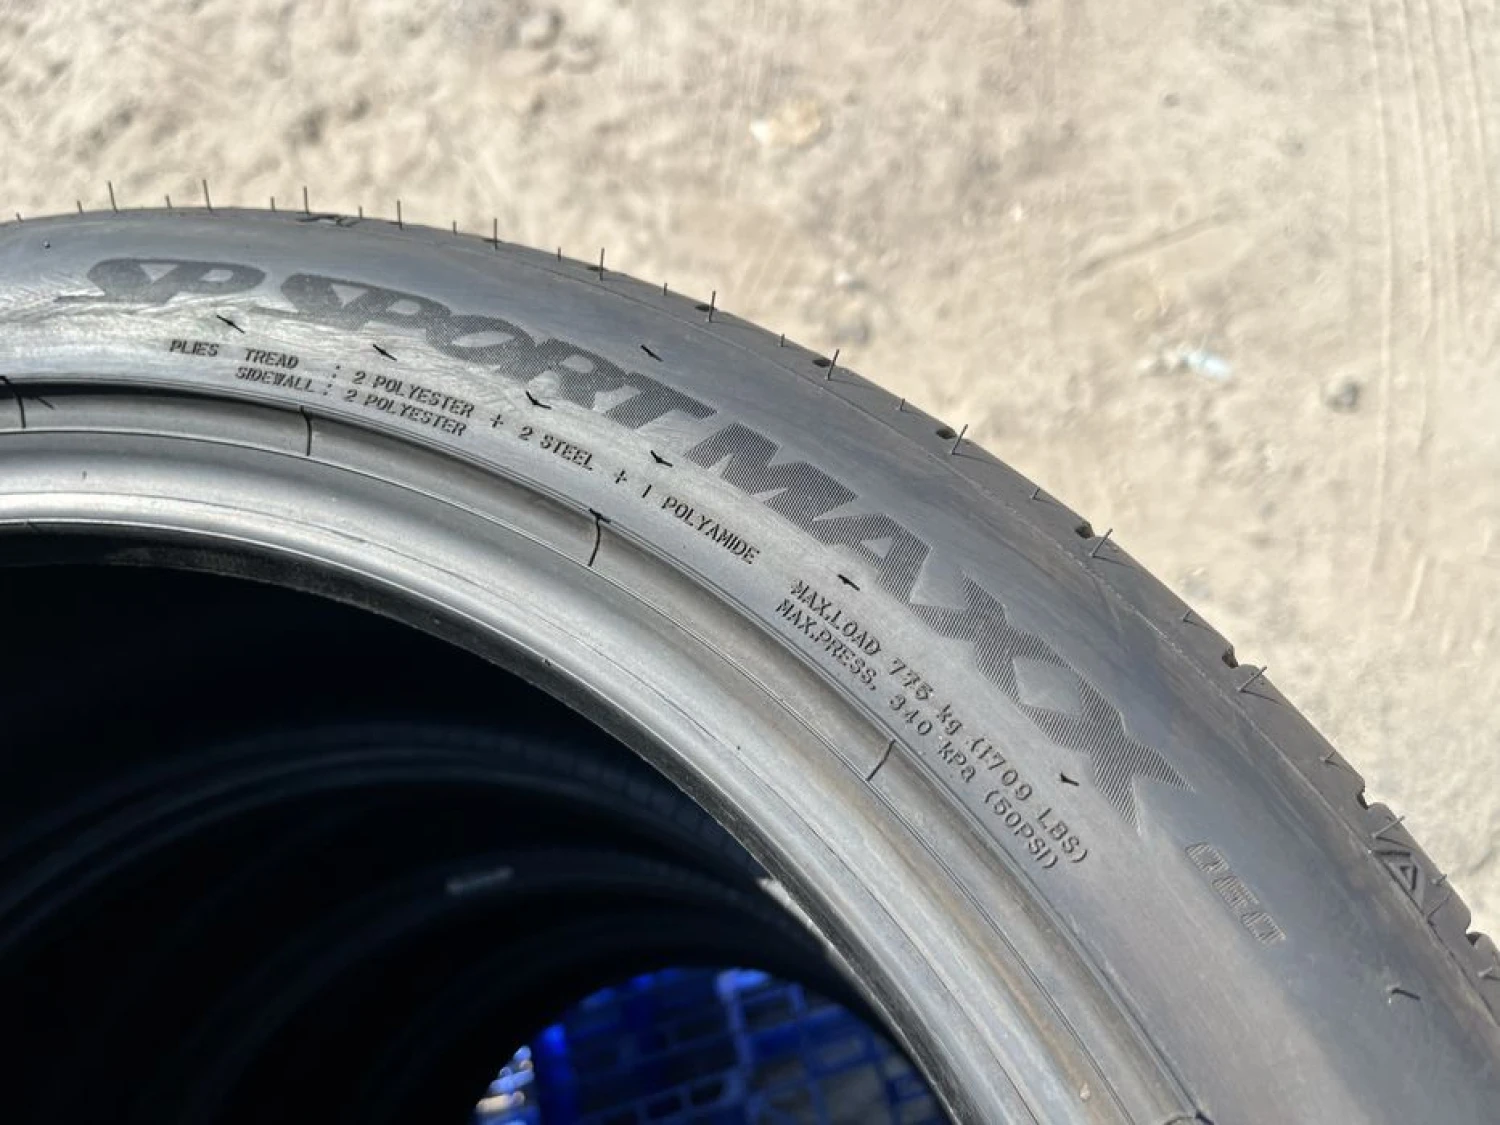 SP SPORT MAXX
050
PLIES TREAD : 2 POLYESTER + 2 STEEL + 1 POLYAMIDE
SIDEWALL : 2 POLYESTER
MAX.LOAD 775 kg (1709 LBS)
MAX.PRESS. 340 kPa (50PSI)